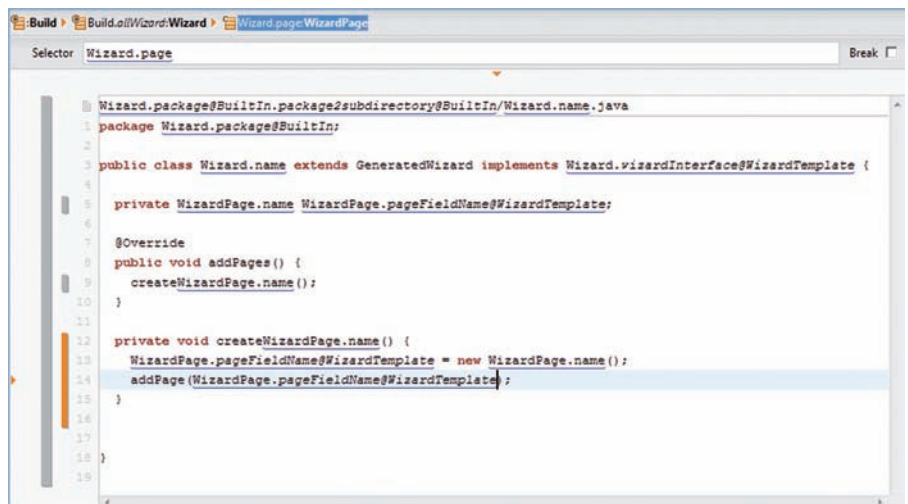 :Build Build.allWizard:Wizard Wizard.page:WizardPage
Selector Wizard.page Break
Wizard.package@BuiltIn.package2subdirectory@BuiltIn/Wizard.name.java
1 package Wizard.package@BuiltIn;
2
3 public class Wizard.name extends GeneratedWizard implements Wizard.wizardInterface@WizardTemplate {
4
5 private WizardPage.name WizardPage.pageFieldName@WizardTemplate;
6
7 @Override
8 public void addPages() {
9 createWizardPage.name();
10 }
11
12 private void createWizardPage.name() {
13 WizardPage.pageFieldName@WizardTemplate = new WizardPage.name();
14 addPage(WizardPage.pageFieldName@WizardTemplate);
15 }
16
17
18 }
19